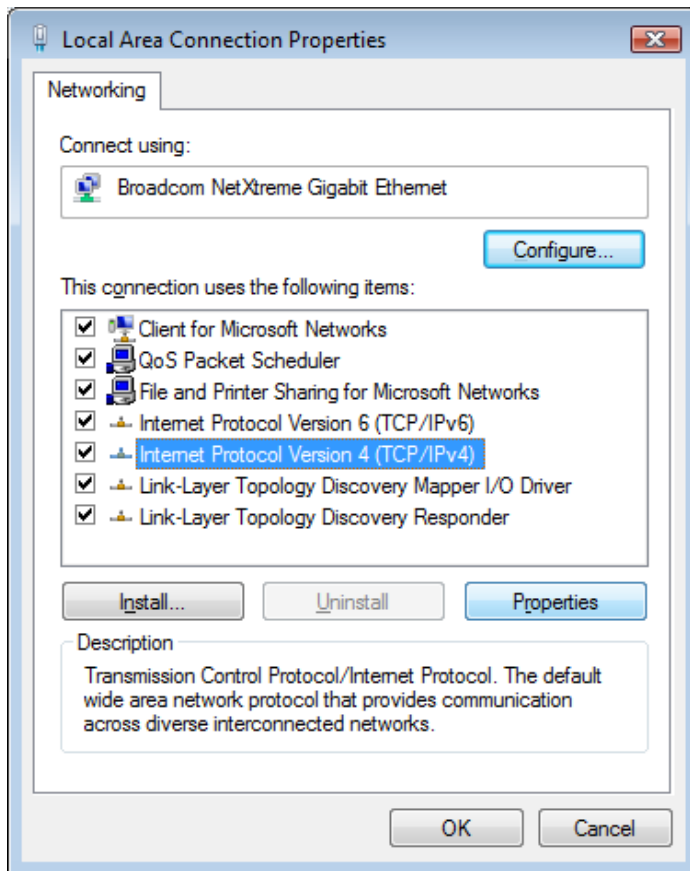 Local Area Connection Properties
Networking
Connect using:
Broadcom NetXtreme Gigabit Ethernet
Configure...
This connection uses the following items:
Client for Microsoft Networks
QoS Packet Scheduler
File and Printer Sharing for Microsoft Networks
Internet Protocol Version 6 (TCP/IPv6)
Internet Protocol Version 4 (TCP/IPv4)
Link-Layer Topology Discovery Mapper I/O Driver
Link-Layer Topology Discovery Responder
Install... Uninstall Properties
Description
Transmission Control Protocol/Internet Protocol. The default
wide area network protocol that provides communication
across diverse interconnected networks.
OK Cancel